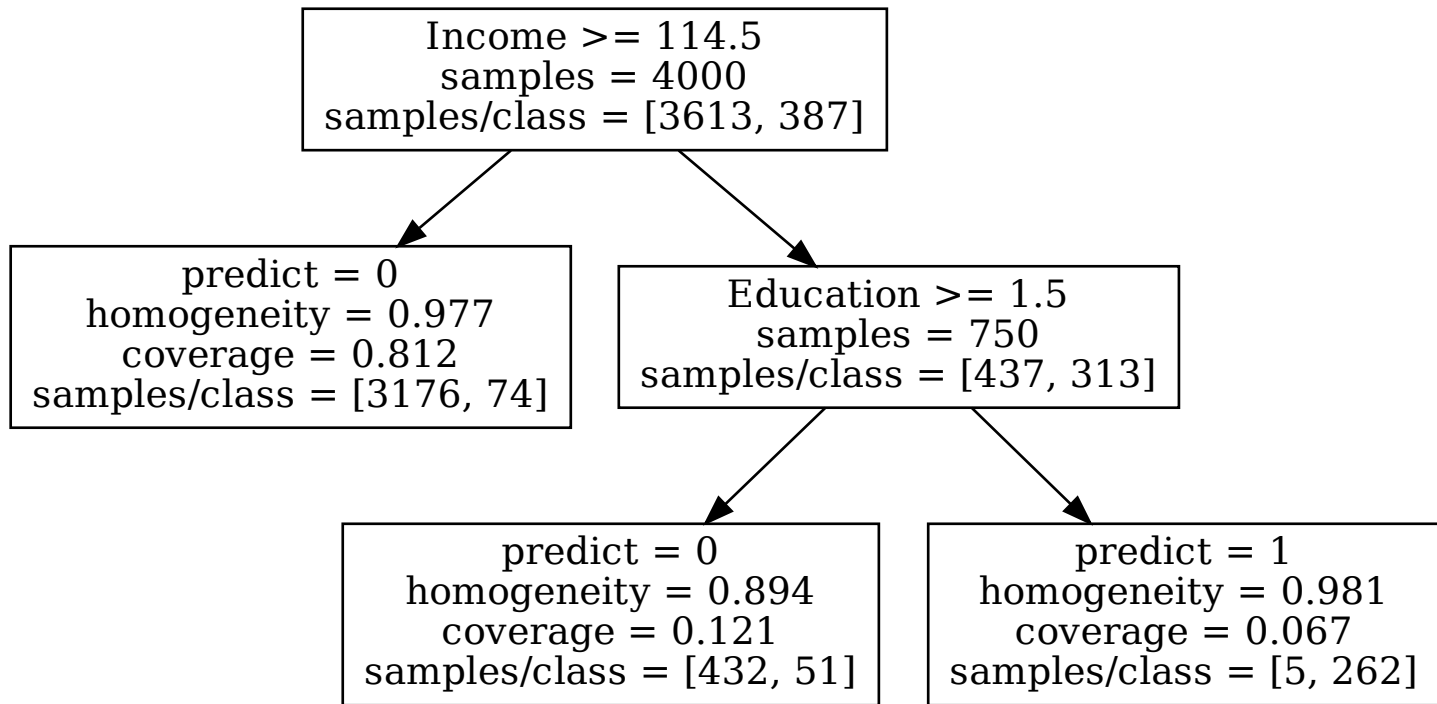 Income >= 114.5
samples = 4000
samples/class = [3613, 387]
predict = 0
homogeneity = 0.977
coverage = 0.812
samples/class = [3176, 74]
Education >= 1.5
samples = 750
samples/class = [437, 313]
predict = 0
homogeneity = 0.894
coverage = 0.121
samples/class = [432, 51]
predict = 1
homogeneity = 0.981
coverage = 0.067
samples/class = [5, 262]